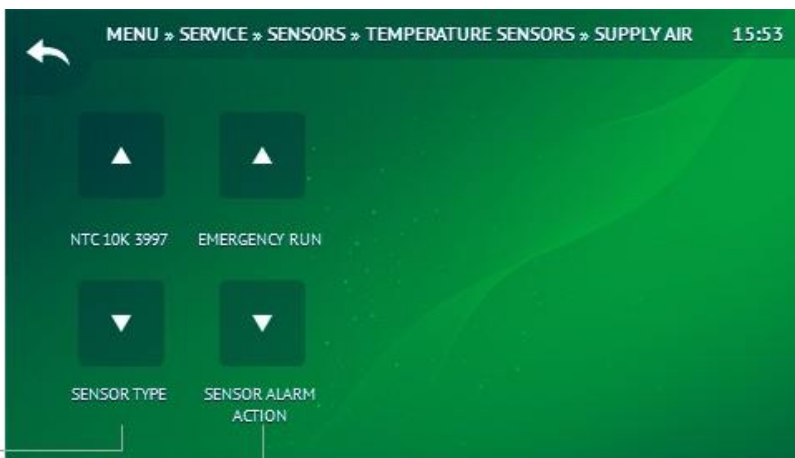 MENU » SERVICE » SENSORS » TEMPERATURE SENSORS » SUPPLY AIR 15:53
NTC 10K 3997 EMERGENCY RUN
SENSOR TYPE SENSOR ALARM
ACTION